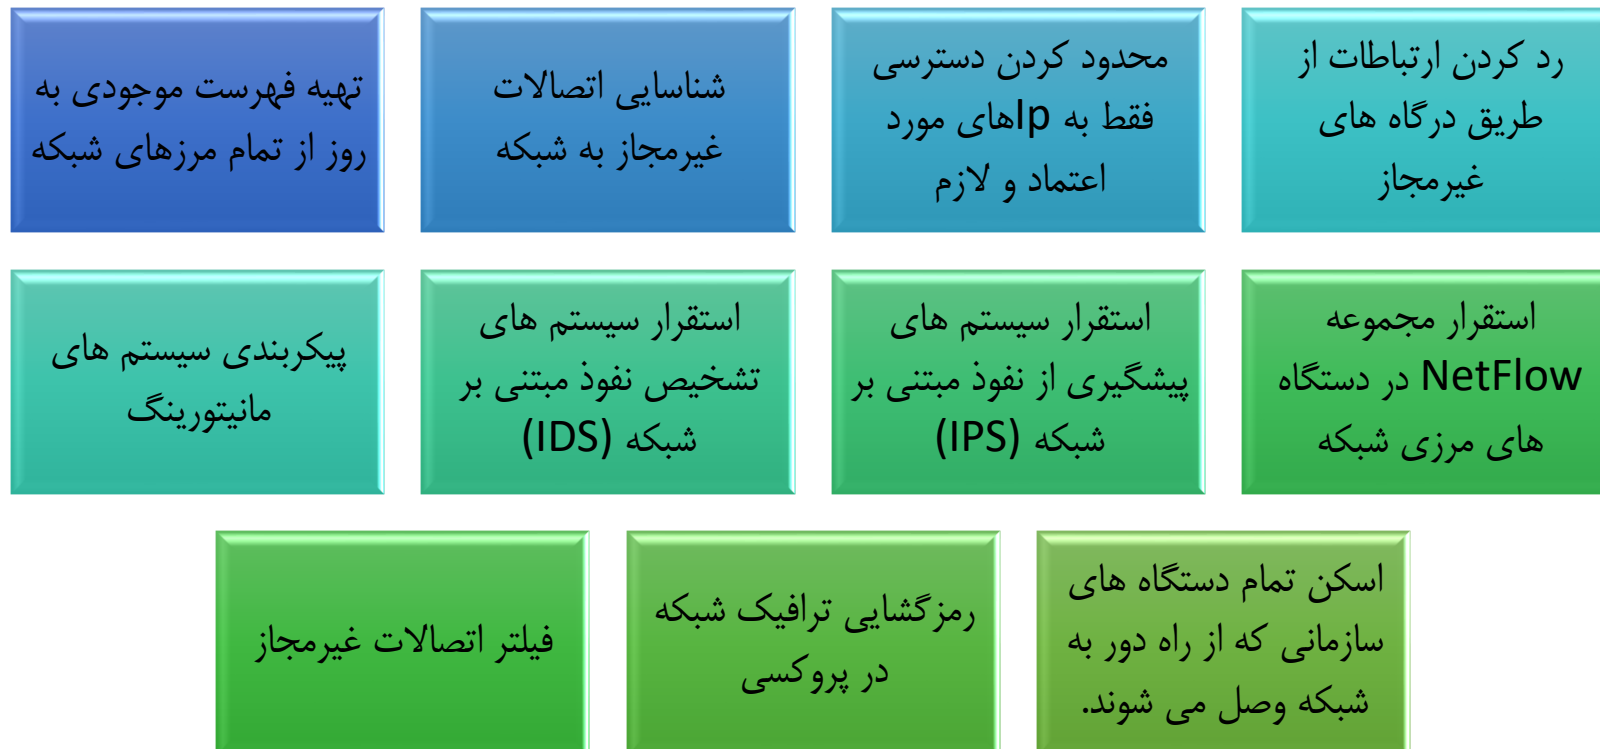 تهیه فهرست موجودی به
روز از تمام مرزهای شبکه
شناسایی اتصالات
غیرمجاز به شبکه
محدود کردن دسترسی
فقط به Ipهای مورد
اعتماد و لازم
رد کردن ارتباطات از
طریق درگاه های
غیرمجاز
پیکربندی سیستم های
مانیتورینگ
استقرار سیستم های
تشخیص نفوذ مبتنی بر
شبکه (IDS)
استقرار سیستم های
پیشگیری از نفوذ مبتنی بر
شبکه (IPS)
استقرار مجموعه
NetFlow در دستگاه
های مرزی شبکه
فیلتر اتصالات غیرمجاز
رمزگشایی ترافیک شبکه
در پروکسی
اسکن تمام دستگاه های
سازمانی که از راه دور به
شبکه وصل می شوند.